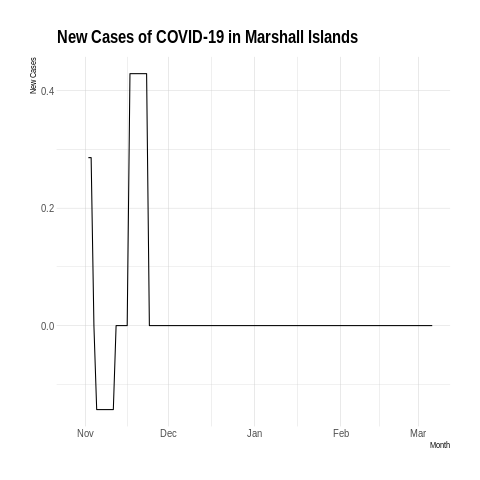 New Cases of COVID-19 in Marshall Islands
New Cases
0.4
0.2
0.0
Nov Dec Jan Feb Mar
Month